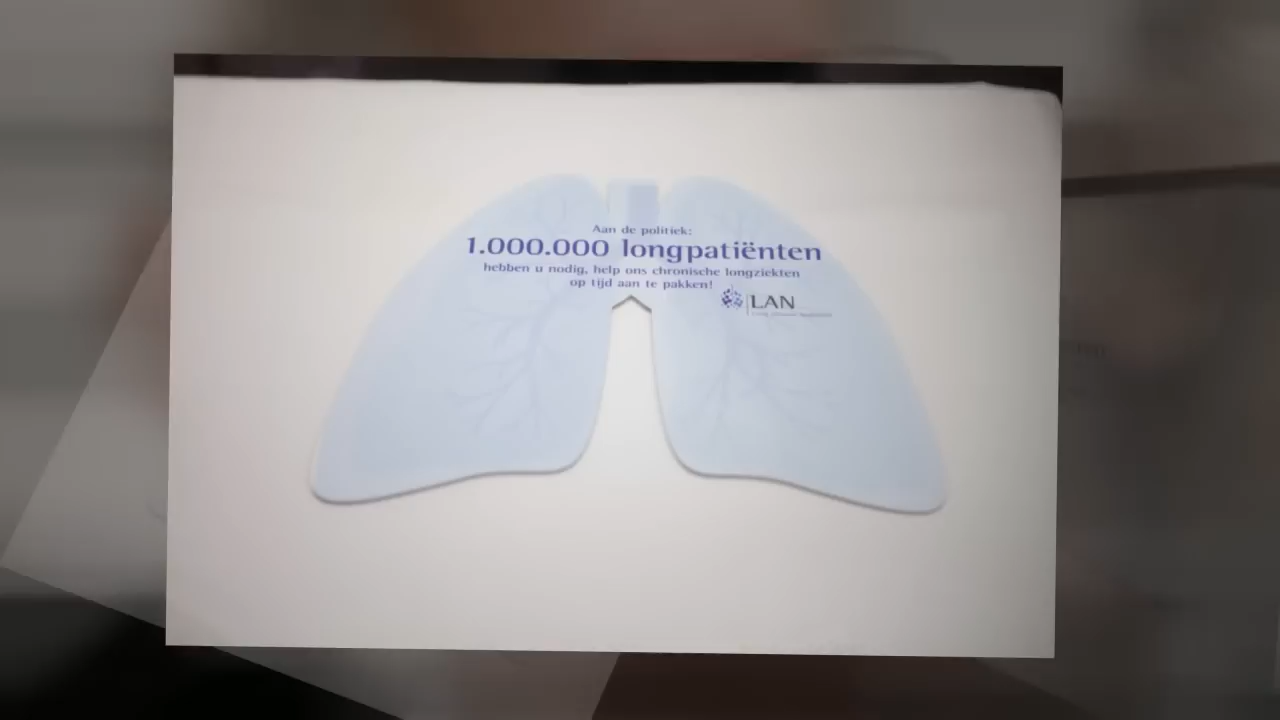 Aan de politiek:
1.000.000 longpatiënten
hebben u nodig, help ons chronische longziekten
op tijd aan te pakken!
LAN